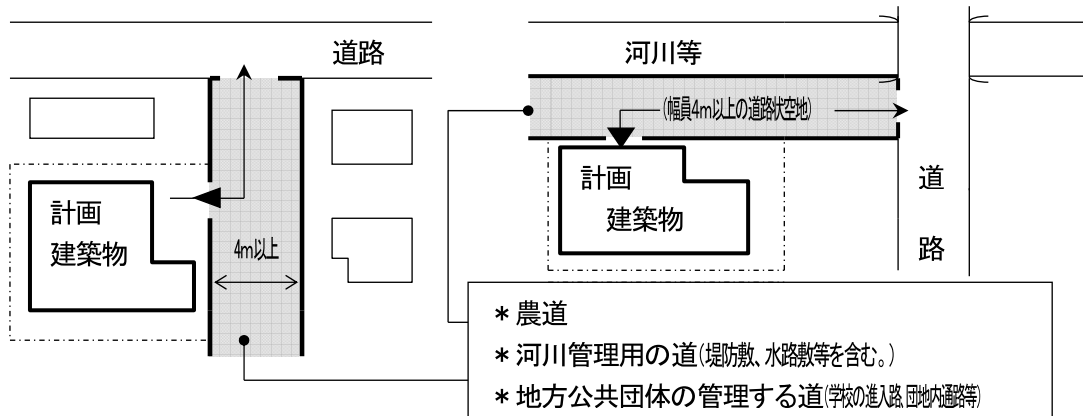 道路
計画
建築物
4m以上
河川等
(幅員4m以上の道路状空地)
計画
建築物
道
路
＊農道
＊河川管理用の道(堤防敷、水路敷等を含む。)
＊地方公共団体の管理する道(学校の進入路、団地内通路等)